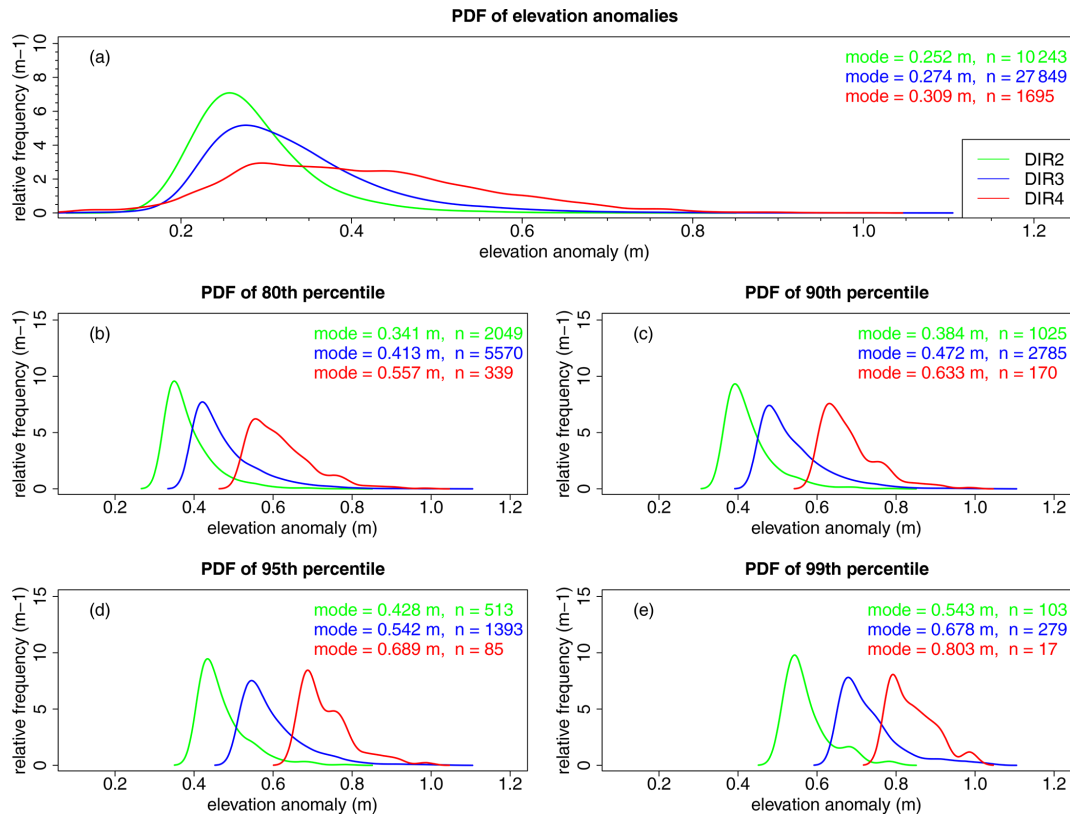 PDF of elevation anomalies
relative frequency (m−1)
0 2 4 6 8 10
(a)
mode = 0.252 m, n = 10 243
mode = 0.274 m, n = 27 849
mode = 0.309 m, n = 1695
DIR2
DIR3
DIR4
0.2 0.4 0.6 0.8 1.0 1.2
elevation anomaly (m)
PDF of 80th percentile
relative frequency (m−1)
0 5 10 15
(b)
mode = 0.341 m, n = 2049
mode = 0.413 m, n = 5570
mode = 0.557 m, n = 339
0.2 0.4 0.6 0.8 1.0 1.2
elevation anomaly (m)
PDF of 90th percentile
relative frequency (m−1)
0 5 10 15
(c)
mode = 0.384 m, n = 1025
mode = 0.472 m, n = 2785
mode = 0.633 m, n = 170
0.2 0.4 0.6 0.8 1.0 1.2
elevation anomaly (m)
PDF of 95th percentile
relative frequency (m−1)
0 5 10 15
(d)
mode = 0.428 m, n = 513
mode = 0.542 m, n = 1393
mode = 0.689 m, n = 85
0.2 0.4 0.6 0.8 1.0 1.2
elevation anomaly (m)
PDF of 99th percentile
relative frequency (m−1)
0 5 10 15
(e)
mode = 0.543 m, n = 103
mode = 0.678 m, n = 279
mode = 0.803 m, n = 17
0.2 0.4 0.6 0.8 1.0 1.2
elevation anomaly (m)